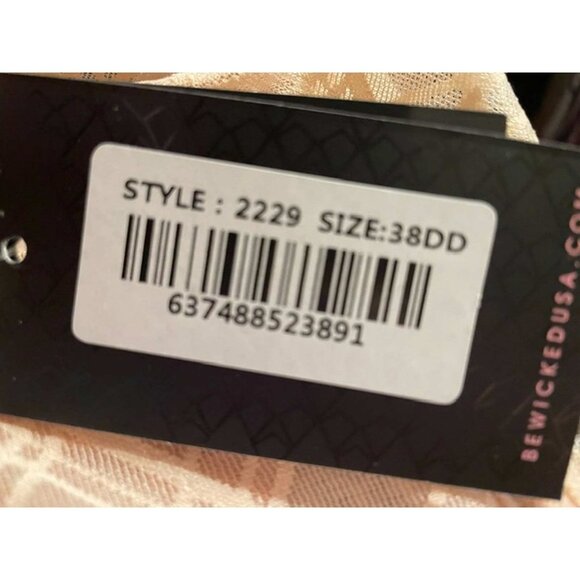 STYLE : 2229 SIZE:38DD
637488523891
BEWICKEDUSA.COM